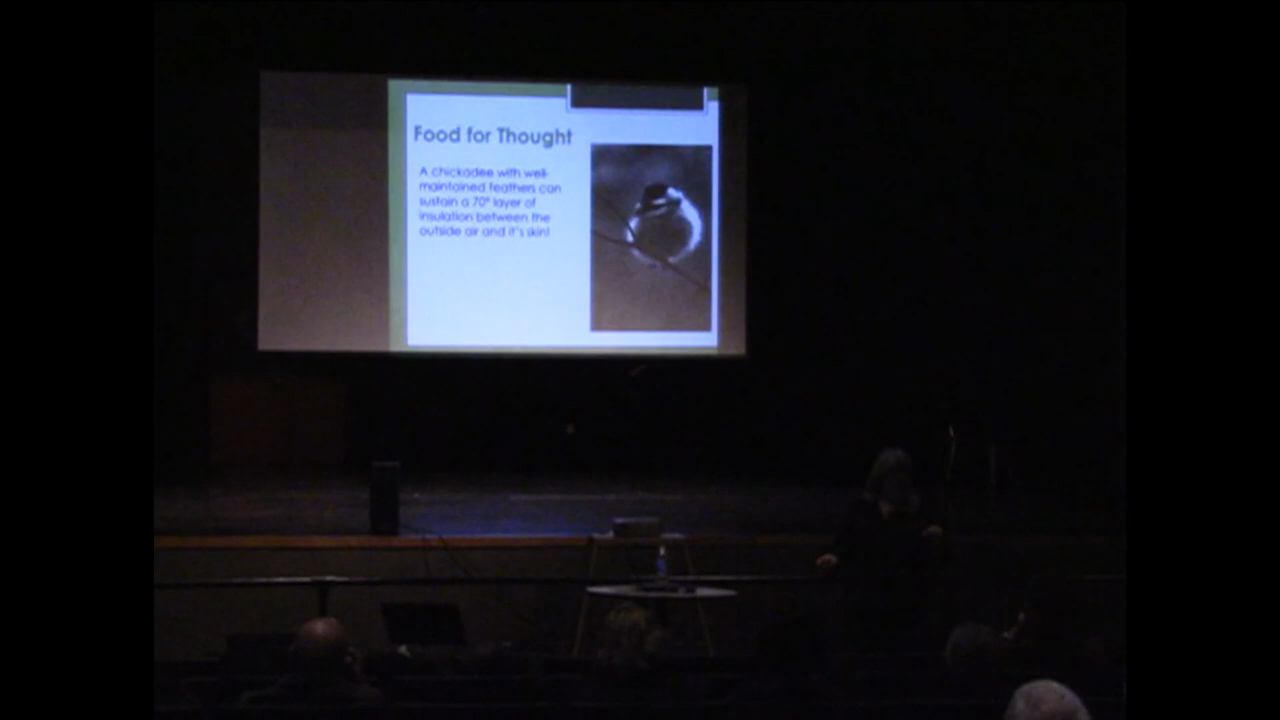 Food for Thought
A chickadee with well-
maintained feathers can
sustain a 70° layer of
insulation between the
outside air and it's skin!